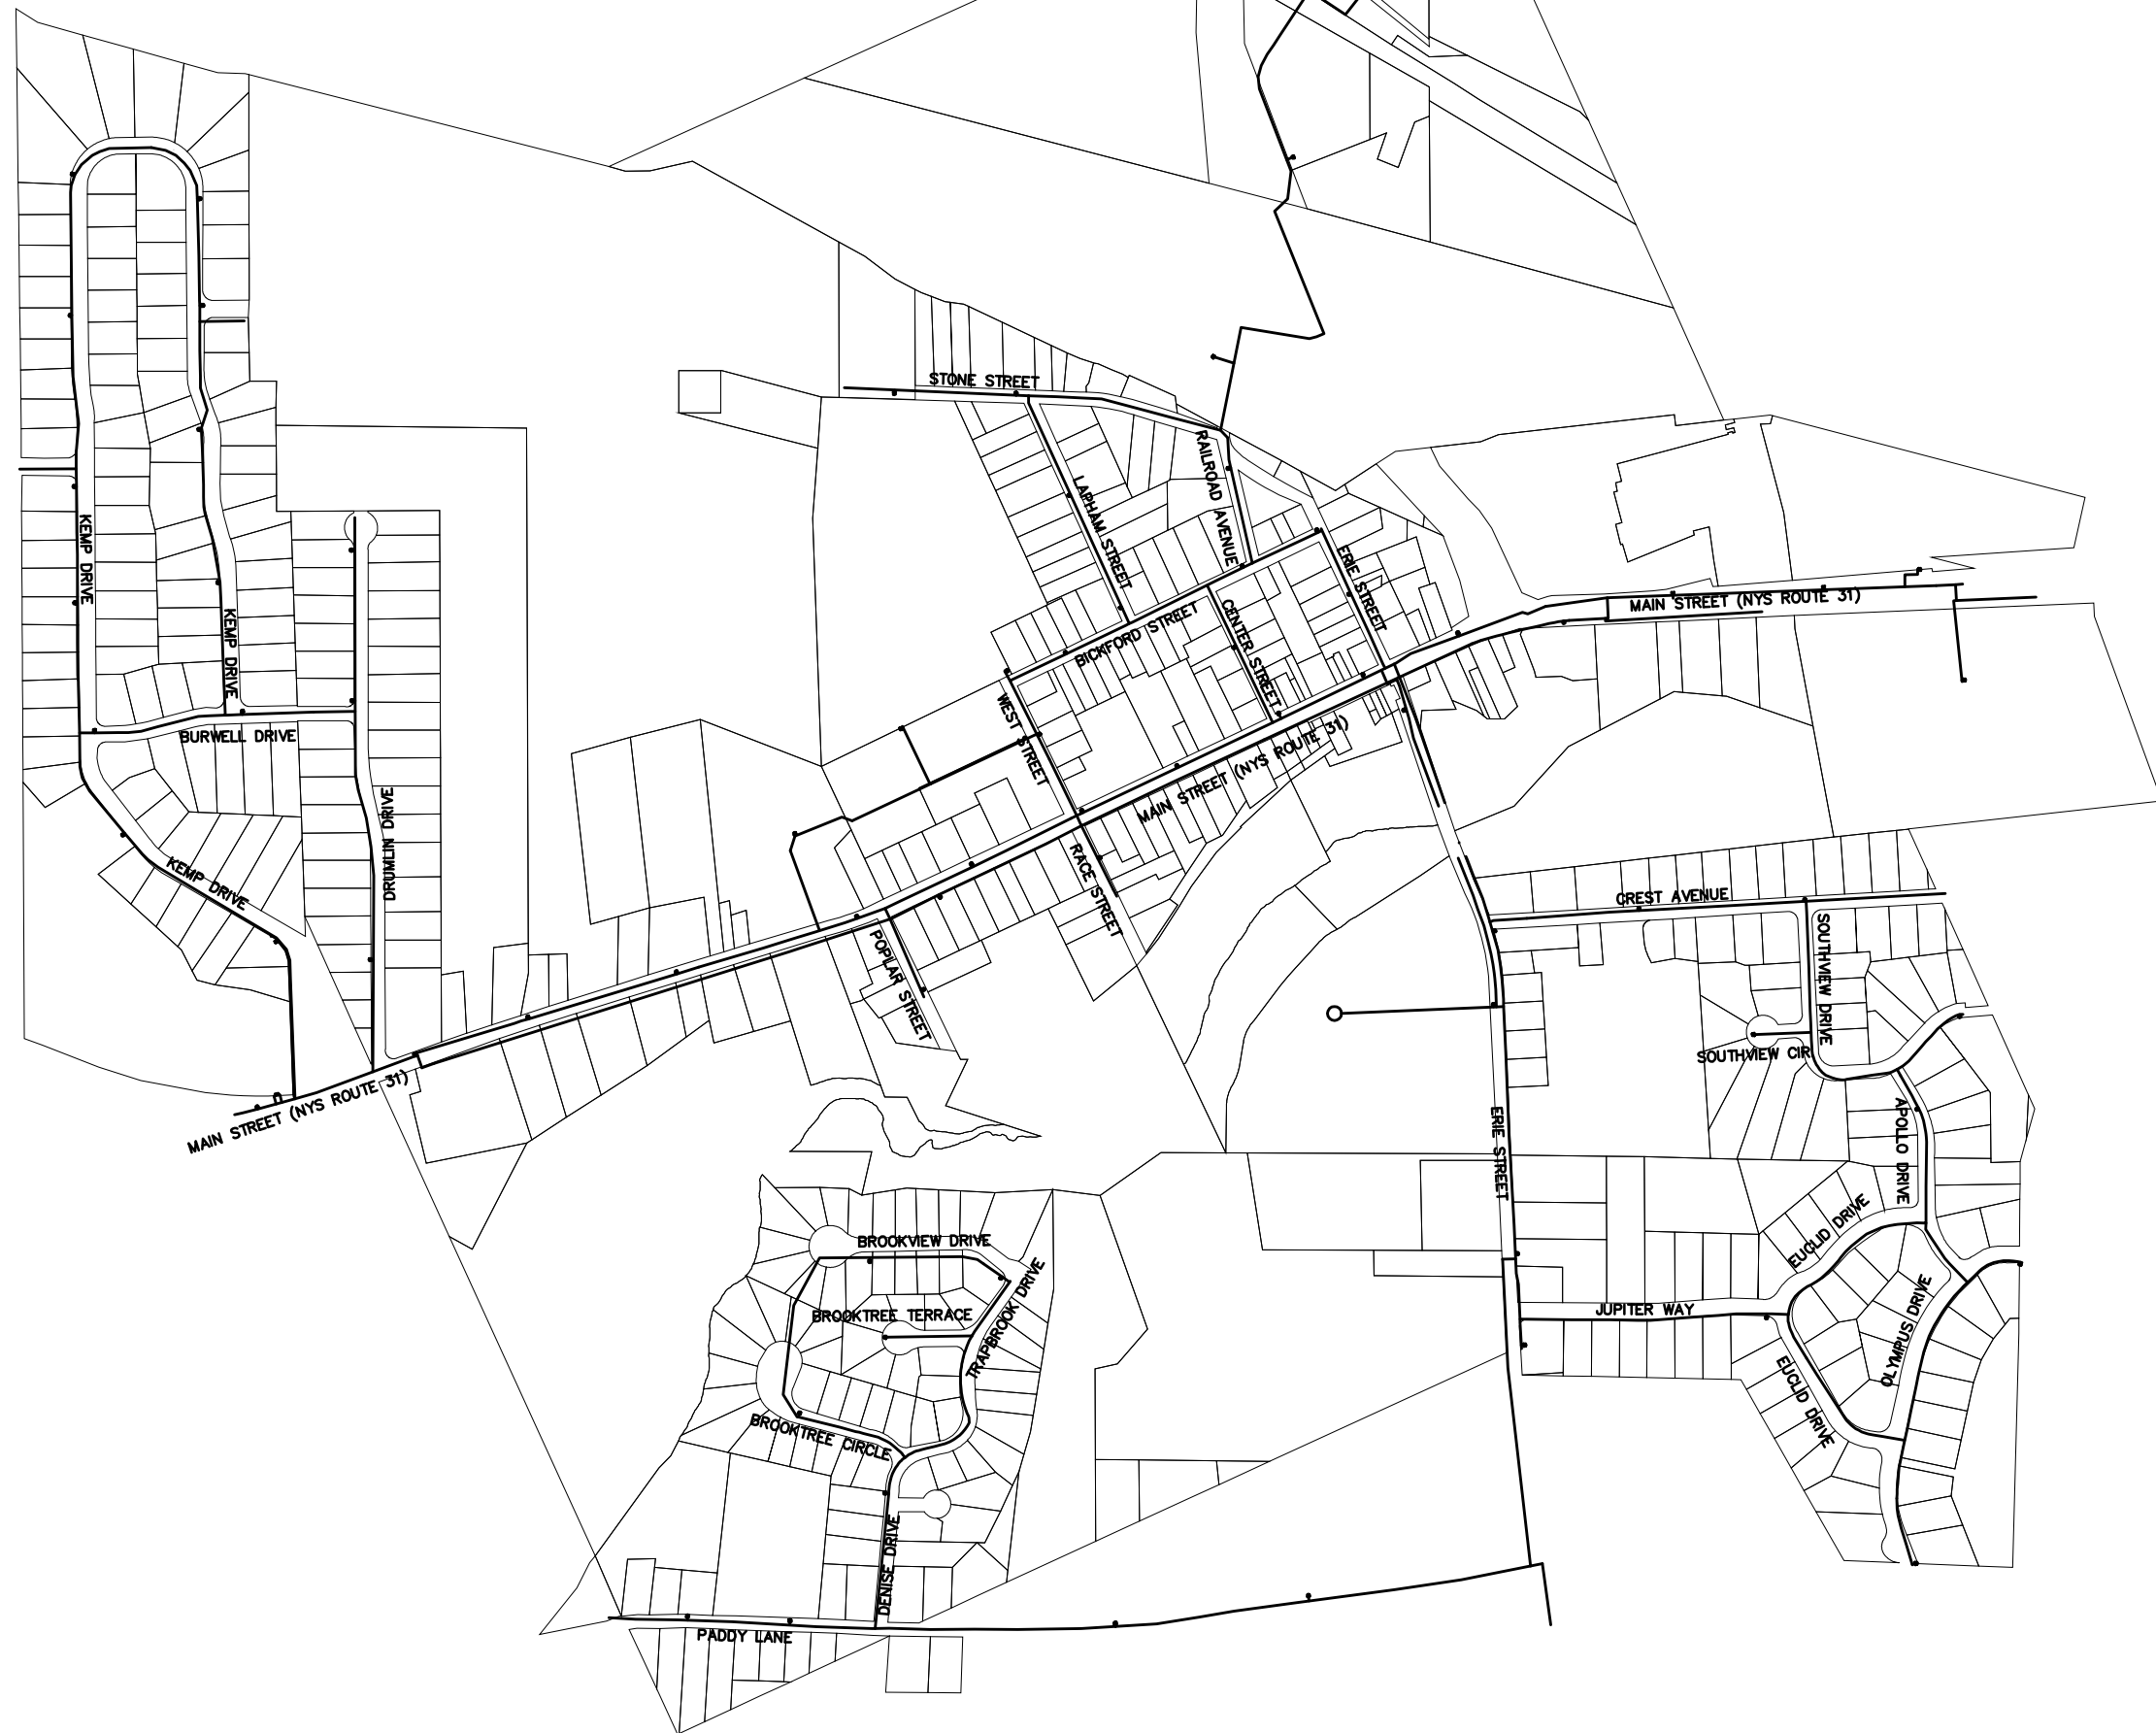 STONE STREET
RAILROAD AVENUE
LAPHAM STREET
KEMP DRIVE
ERIE STREET
MAIN STREET (NYS ROUTE 31)
KEMP DRIVE
BICKFORD STREET
CENTER STREET
WEST STREET
BURWELL DRIVE
MAIN STREET (NYS ROUTE 31)
DRUMLIN DRIVE
KEMP DRIVE
RACE STREET
CREST AVENUE
POPLAR STREET
SOUTHVIEW DRIVE
SOUTHVIEW CIR
MAIN STREET (NYS ROUTE 31)
ERIE STREET
APOLLO DRIVE
EUCLID DRIVE
BROOKVIEW DRIVE
TRAPBROOK DRIVE
BROOKTREE TERRACE
JUPITER WAY
OLYMPUS DRIVE
EUCLID DRIVE
BROOKTREE CIRCLE
DENISE DRIVE
PADDY LANE